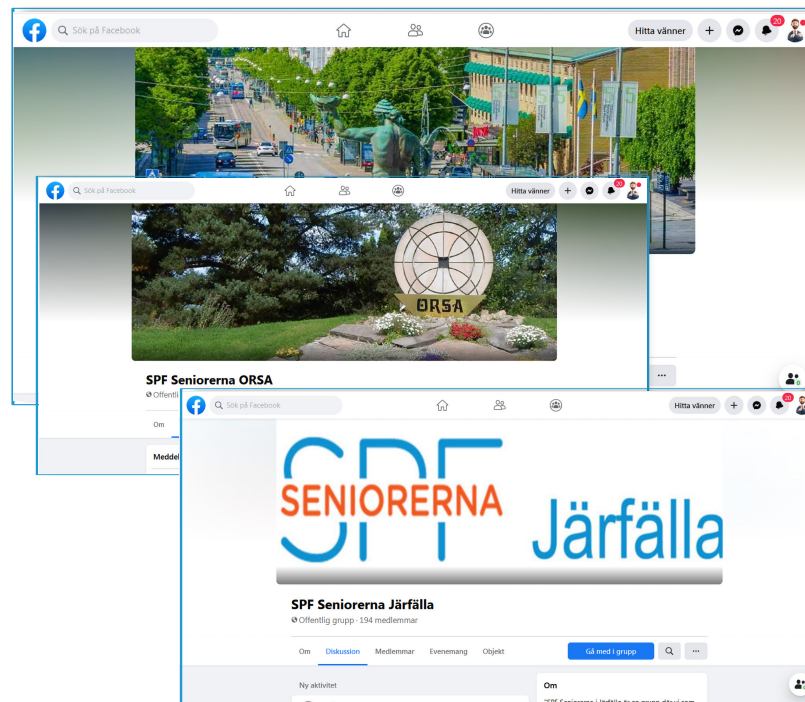 Sök på Facebook
Hitta vänner
20
Sök på Facebook
Hitta vänner
20
ORSA
SPF Seniorerna ORSA
Om
Sök på Facebook
Hitta vänner
20
SPF
SENIORERNA
Järfälla
SPF Seniorerna Järfälla
Offentlig grupp · 194 medlemmar
Om Diskussion Medlemmar Evenemang Objekt
Gå med i grupp
Ny aktivitet
Om